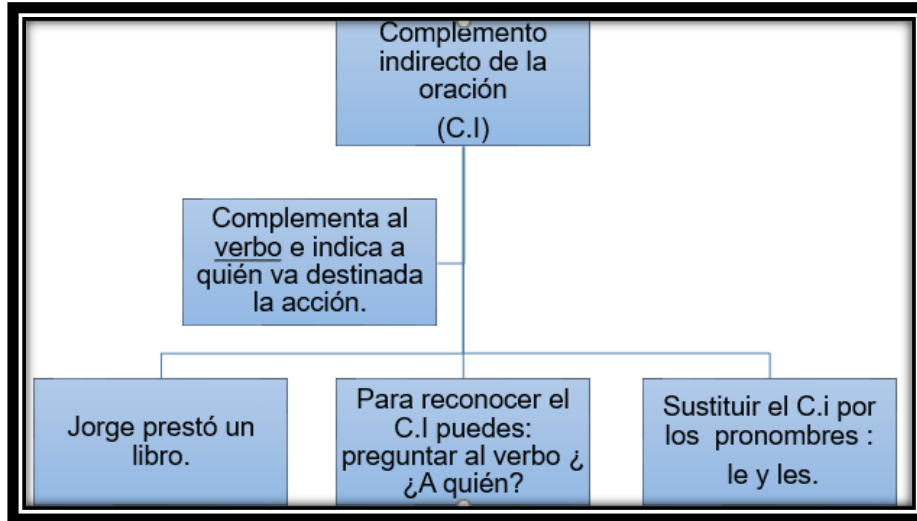 Complemento
indirecto de la
oración
(C.I)
Complementa al
verbo e indica a
quién va destinada
la acción.
Jorge prestó un
libro.
Para reconocer el
C.I puedes:
preguntar al verbo ¿
¿A quién?
Sustituir el C.i por
los pronombres :
le y les.